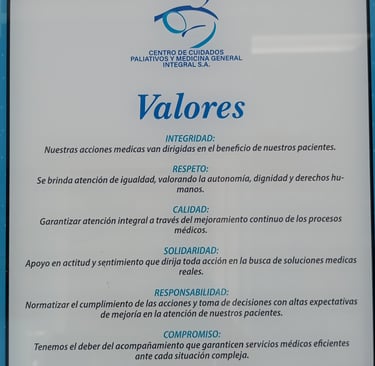 CENTRO DE CUIDADOS
PALIATIVOS Y MEDICINA GENERAL
INTEGRAL S.A.
Valores
INTEGRIDAD:
Nuestras acciones medicas van dirigidas en el beneficio de nuestros pacientes.
RESPETO:
Se brinda atención de igualdad, valorando la autonomía, dignidad y derechos hu-
manos.
CALIDAD:
Garantizar atención integral a través del mejoramiento continuo de los procesos
médicos.
SOLIDARIDAD:
Apoyo en actitud y sentimiento que dirija toda acción en la busca de soluciones medicas
reales.
RESPONSABILIDAD:
Normatizar el cumplimiento de las acciones y toma de decisiones con altas expectativas
de mejoría en la atención de nuestros pacientes.
COMPROMISO:
Tenemos el deber del acompañamiento que garanticen servicios médicos eficientes
ante cada situación compleja.